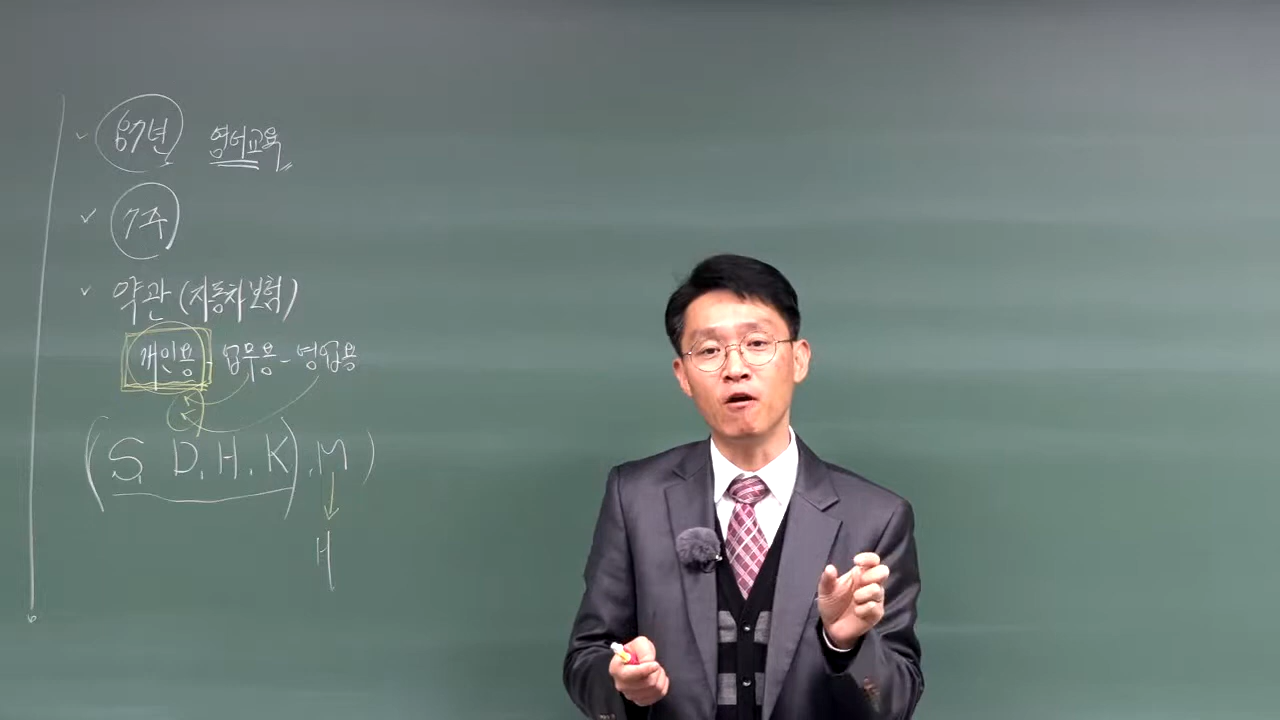 ✓ 67년 영어교육
✓ 7주
✓ 약관 (자동차보험)
개인용 - 업무용 - 영업용
(S, D, H, K), M)
H